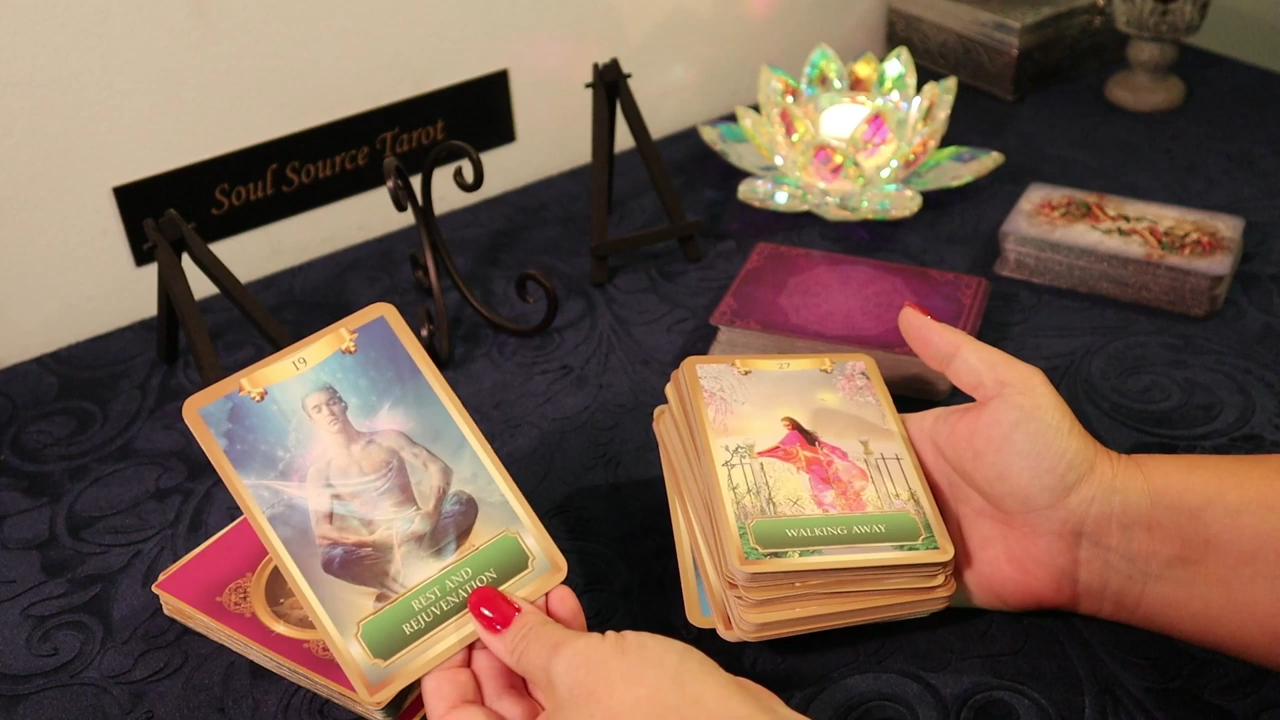 Soul Source Tarot
19
REST AND
REJUVENATION
27
WALKING AWAY